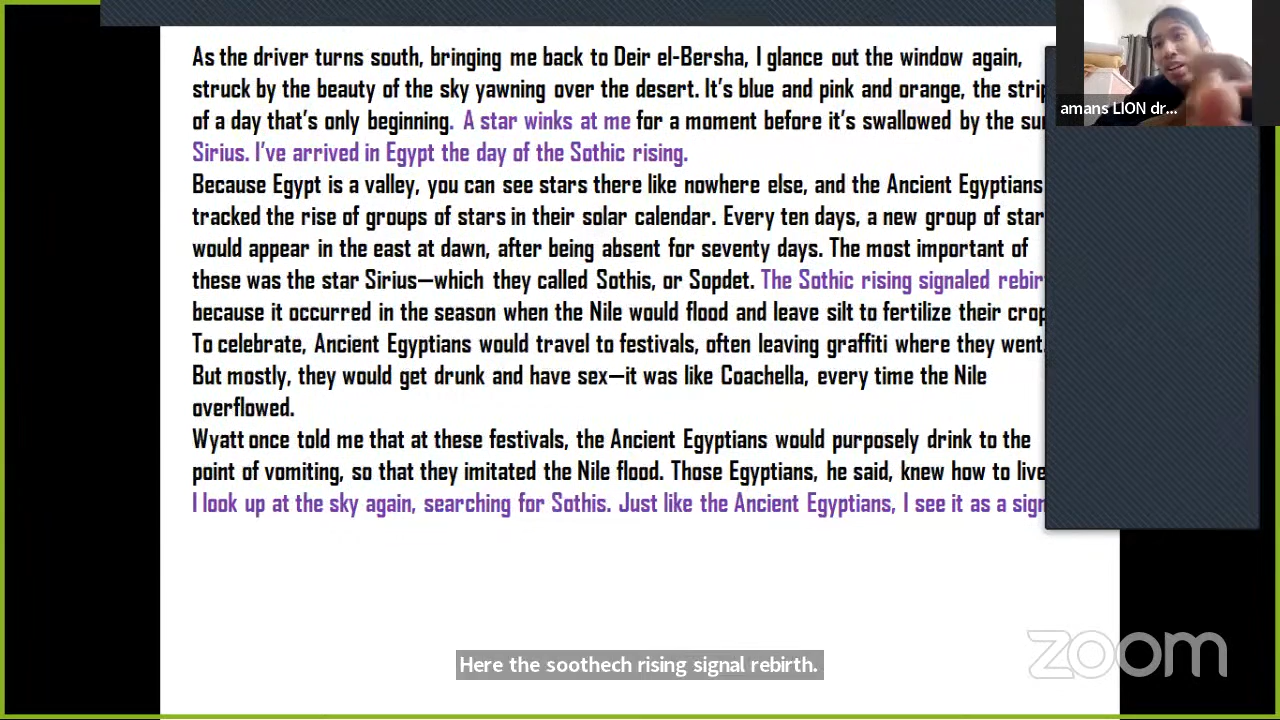 As the driver turns south, bringing me back to Deir el-Bersha, I glance out the window again,
struck by the beauty of the sky yawning over the desert. It's blue and pink and orange, the strip
of a day that's only beginning. A star winks at me for a moment before it's swallowed by the su
Sirius. I've arrived in Egypt the day of the Sothic rising.
Because Egypt is a valley, you can see stars there like nowhere else, and the Ancient Egyptians
tracked the rise of groups of stars in their solar calendar. Every ten days, a new group of star
would appear in the east at dawn, after being absent for seventy days. The most important of
these was the star Sirius—which they called Sothis, or Sopdet. The Sothic rising signaled rebir
because it occurred in the season when the Nile would flood and leave silt to fertilize their crop
To celebrate, Ancient Egyptians would travel to festivals, often leaving graffiti where they went.
But mostly, they would get drunk and have sex—it was like Coachella, every time the Nile
overflowed.
Wyatt once told me that at these festivals, the Ancient Egyptians would purposely drink to the
point of vomiting, so that they imitated the Nile flood. Those Egyptians, he said, knew how to live
I look up at the sky again, searching for Sothis. Just like the Ancient Egyptians, I see it as a sign
amans LION dr...
Here the soothech rising signal rebirth.
zoom